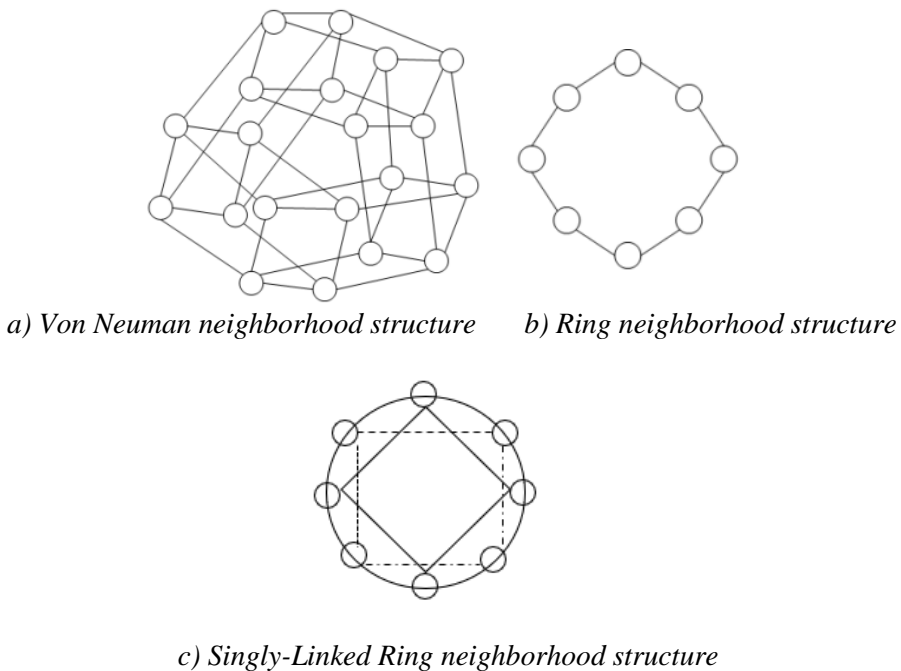 a) Von Neuman neighborhood structure
b) Ring neighborhood structure
c) Singly-Linked Ring neighborhood structure